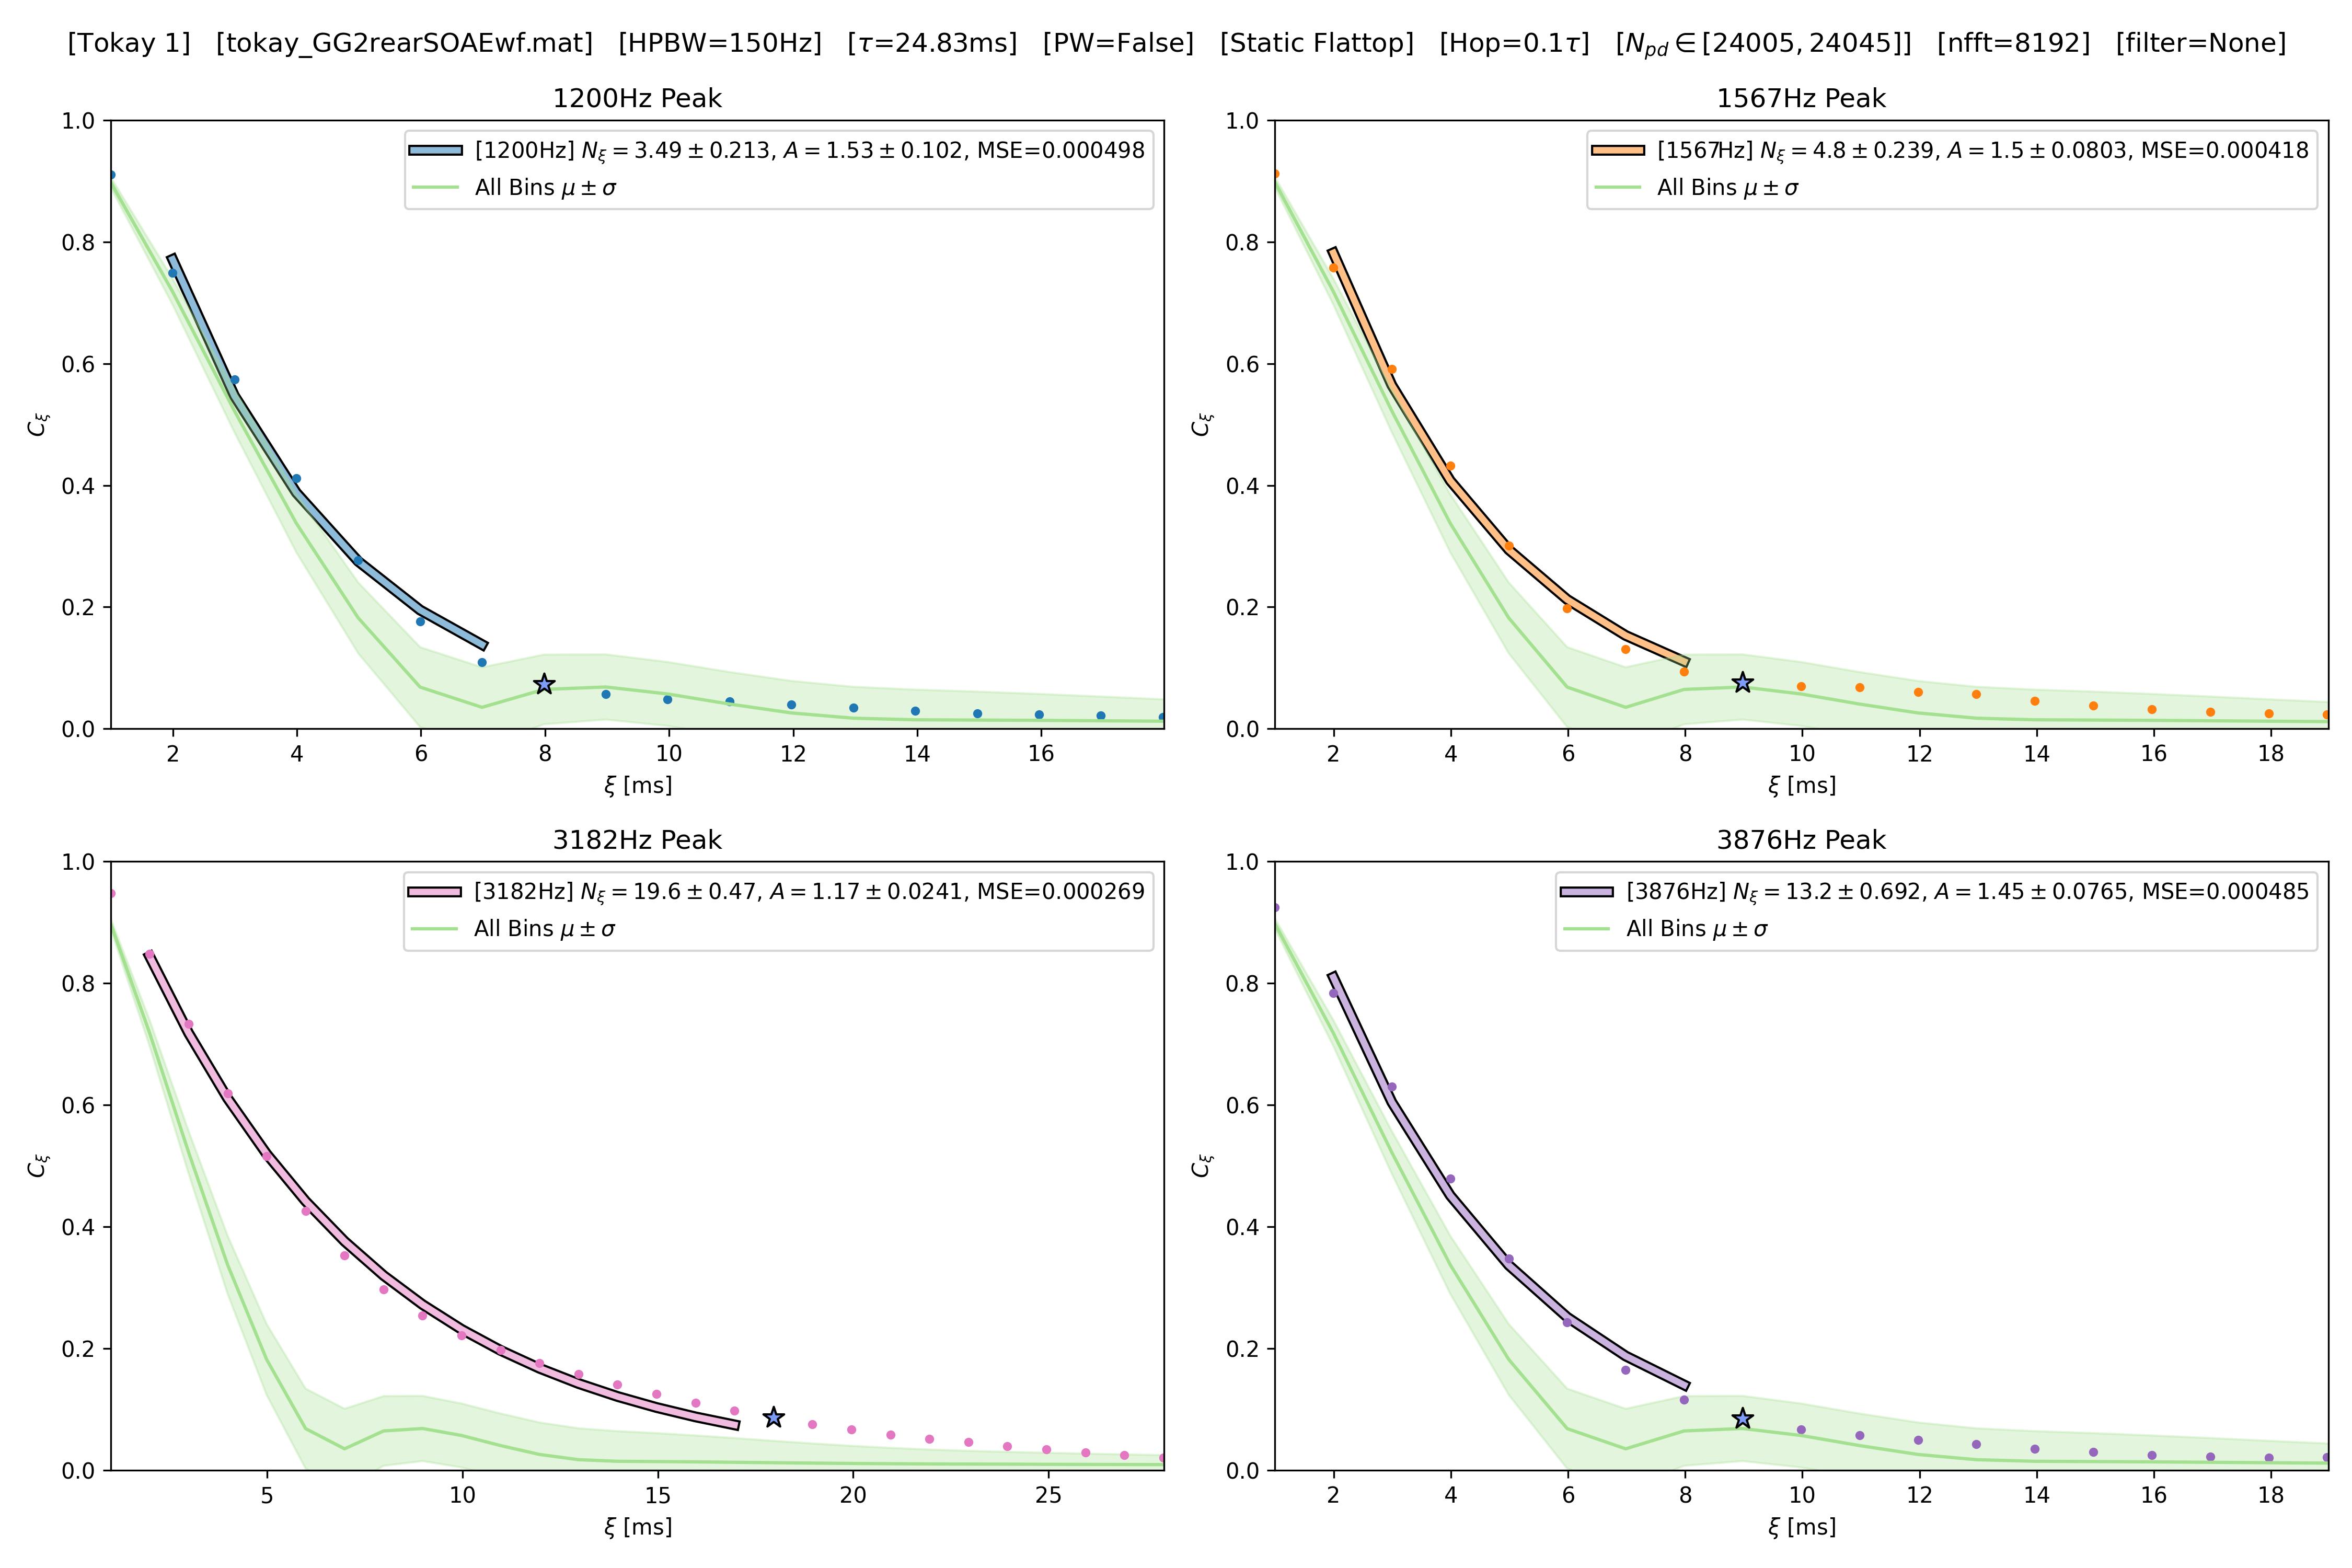 [Tokay 1] [tokay_GG2rearSOAEwf.mat] [HPBW=150Hz] [τ=24.83ms] [PW=False] [Static Flattop] [Hop=0.1τ] [N_pd ∈ [24005, 24045]] [nfft=8192] [filter=None]
1200Hz Peak
[1200Hz] N_ξ = 3.49 ± 0.213, A = 1.53 ± 0.102, MSE=0.000498
All Bins μ ± σ
1.0
0.8
0.6
0.4
0.2
0.0
C_ξ
2 4 6 8 10 12 14 16
ξ [ms]
1567Hz Peak
[1567Hz] N_ξ = 4.8 ± 0.239, A = 1.5 ± 0.0803, MSE=0.000418
All Bins μ ± σ
1.0
0.8
0.6
0.4
0.2
0.0
C_ξ
2 4 6 8 10 12 14 16 18
ξ [ms]
3182Hz Peak
[3182Hz] N_ξ = 19.6 ± 0.47, A = 1.17 ± 0.0241, MSE=0.000269
All Bins μ ± σ
1.0
0.8
0.6
0.4
0.2
0.0
C_ξ
5 10 15 20 25
ξ [ms]
3876Hz Peak
[3876Hz] N_ξ = 13.2 ± 0.692, A = 1.45 ± 0.0765, MSE=0.000485
All Bins μ ± σ
1.0
0.8
0.6
0.4
0.2
0.0
C_ξ
2 4 6 8 10 12 14 16 18
ξ [ms]